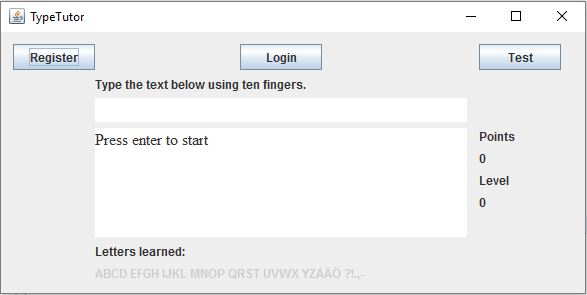 TypeTutor
Register Login Test
Type the text below using ten fingers.
Press enter to start
Points
0
Level
0
Letters learned:
ABCD EFGH IJKL MNOP QRST UVWX YZÅÄÖ ?!.,-